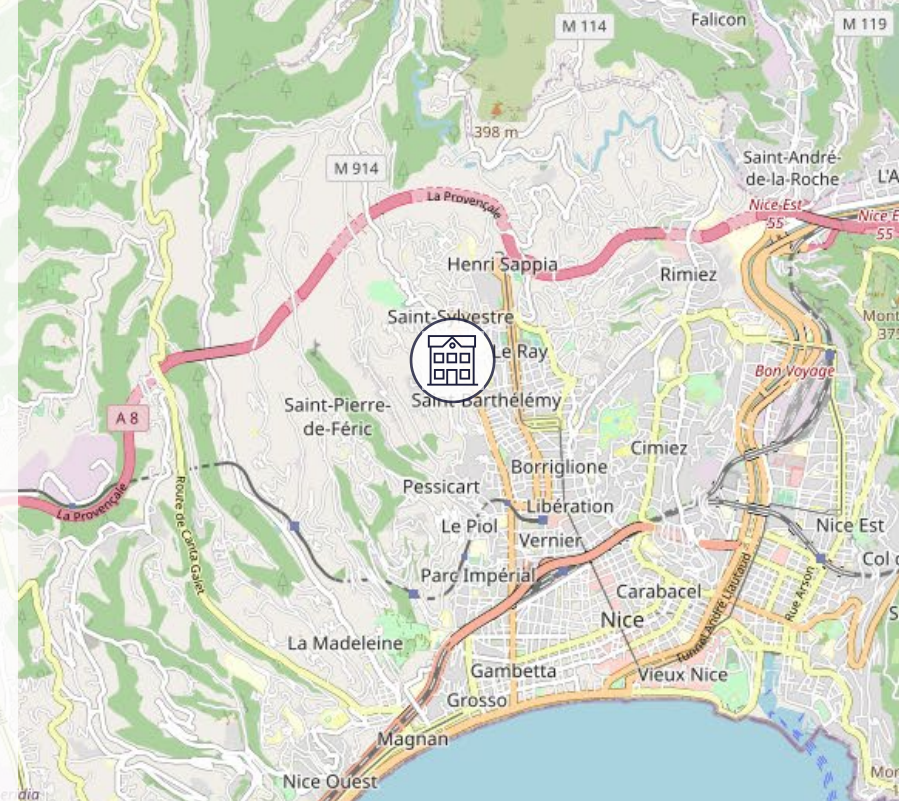 M 114
Falicon
M 119
398 m
M 914
Saint-André-
de-la-Roche
L'A
La Provençale
Nice Est
55
Nice E
55
Henri Sappia
Rimiez
Saint-Sylvestre
Mont
375
Le Ray
Bon Voyage
Saint-Barthélémy
Saint-Pierre-
de-Féric
A 8
Cimiez
Borriglione
Pessicart
La Provençale
Route de Canta Galet
Libération
Le Piol
Nice Est
Vernier
Col d
Parc Impérial
Carabacel
Rue Arson
Tunnel André Liautaud
Nice
La Madeleine
Gambetta
Vieux Nice
Grosso
Magnan
Nice Ouest
Mor